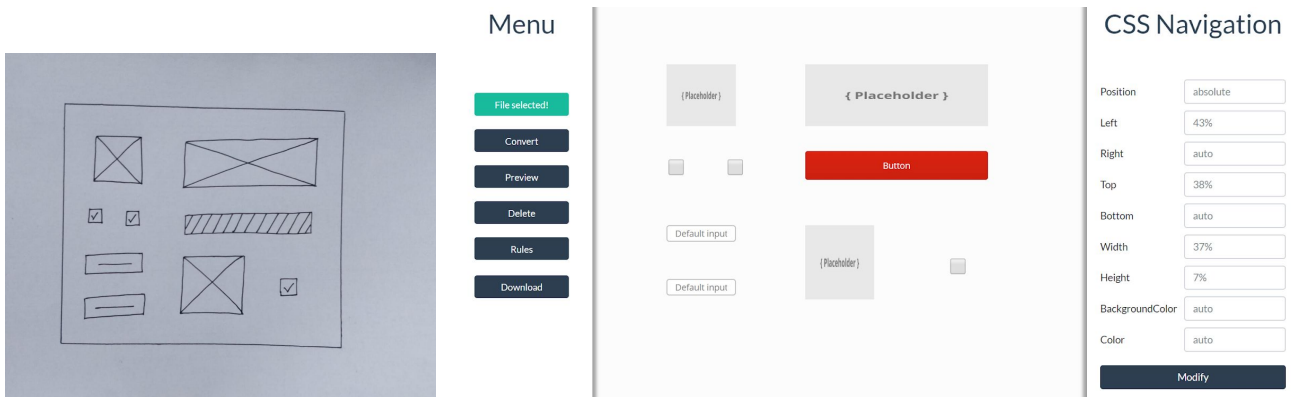 Menu
File selected!
Convert
Preview
Delete
Rules
Download
{ Placeholder }
{ Placeholder }
Button
Default input
{ Placeholder }
Default input
CSS Navigation
Position absolute
Left 43%
Right auto
Top 38%
Bottom auto
Width 37%
Height 7%
BackgroundColor auto
Color auto
Modify